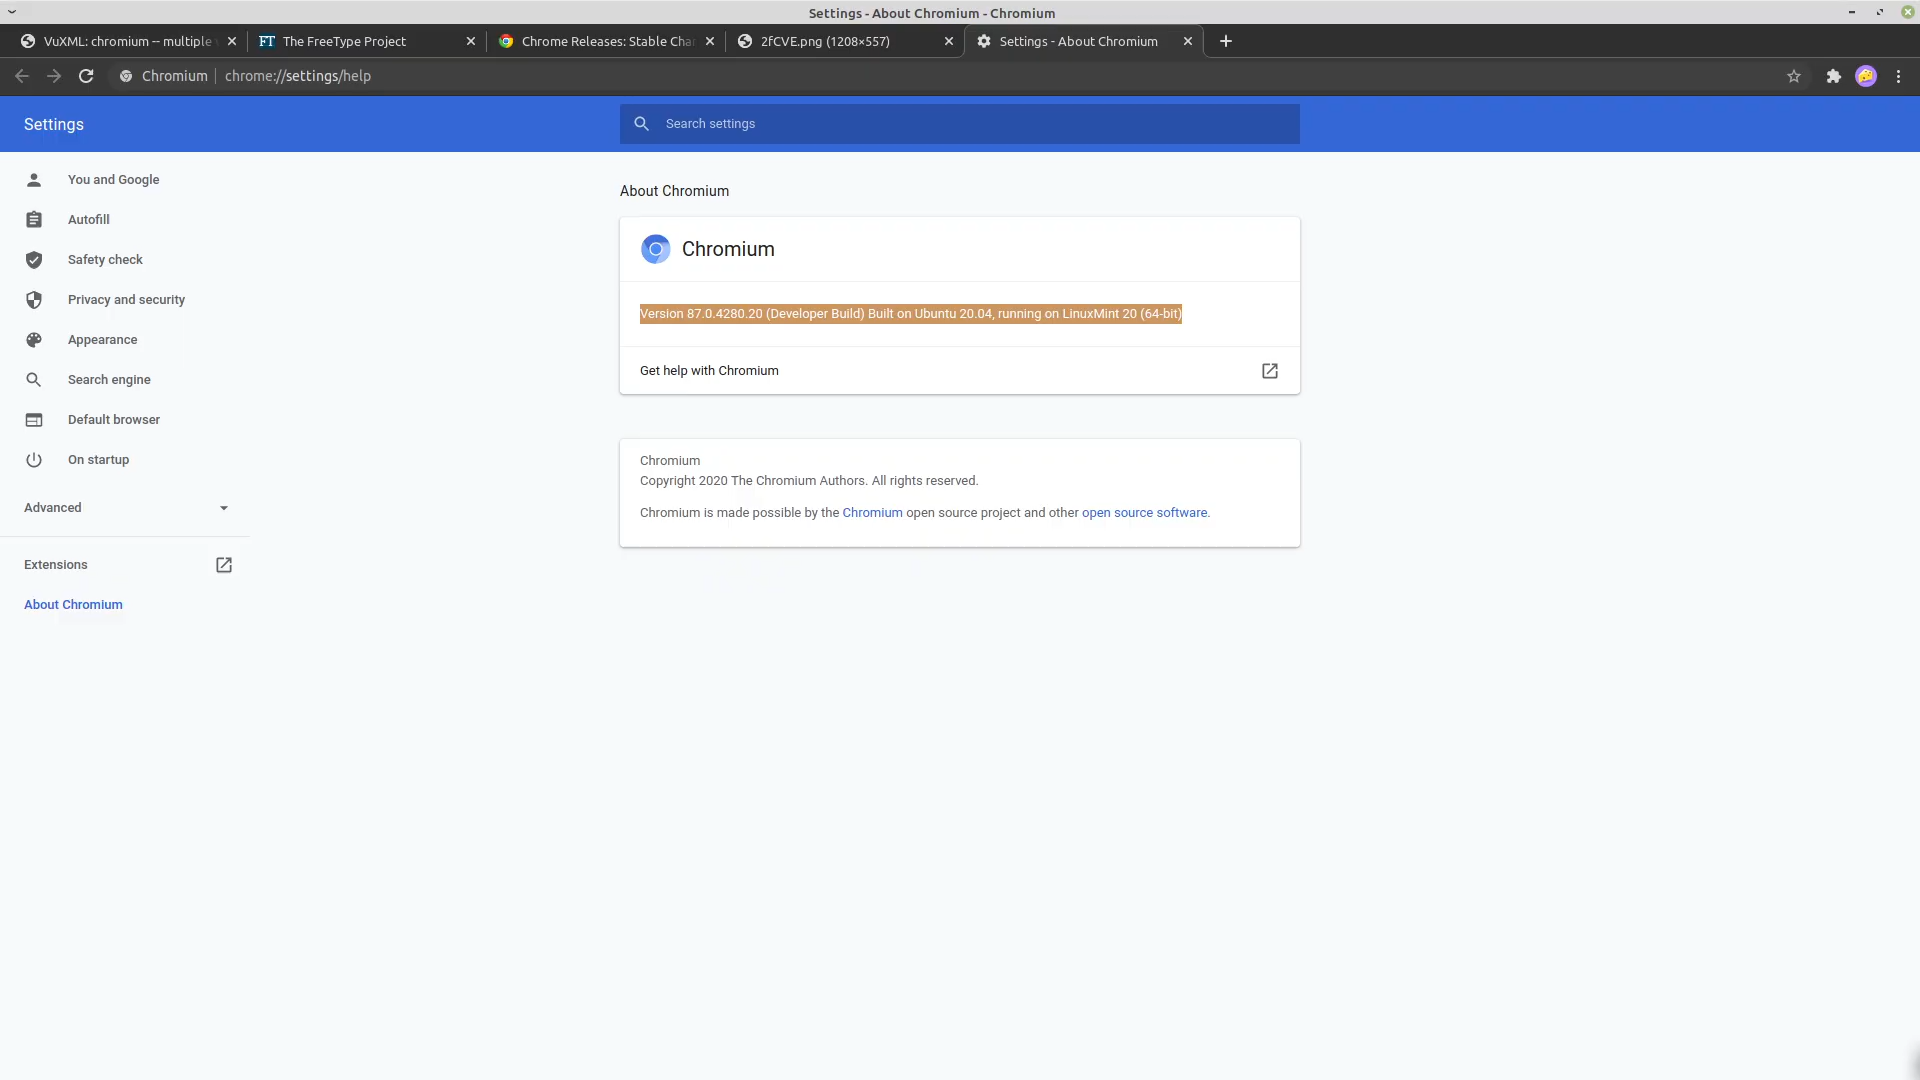 Settings - About Chromium - Chromium
VuXML: chromium -- multiple
FT The FreeType Project
Chrome Releases: Stable Cha
2fCVE.png (1208×557)
Settings - About Chromium
Chromium | chrome://settings/help
Settings
Search settings
You and Google
Autofill
Safety check
Privacy and security
Appearance
Search engine
Default browser
On startup
Advanced
Extensions
About Chromium
About Chromium
Chromium
Version 87.0.4280.20 (Developer Build) Built on Ubuntu 20.04, running on LinuxMint 20 (64-bit)
Get help with Chromium
Chromium
Copyright 2020 The Chromium Authors. All rights reserved.
Chromium is made possible by the Chromium open source project and other open source software.